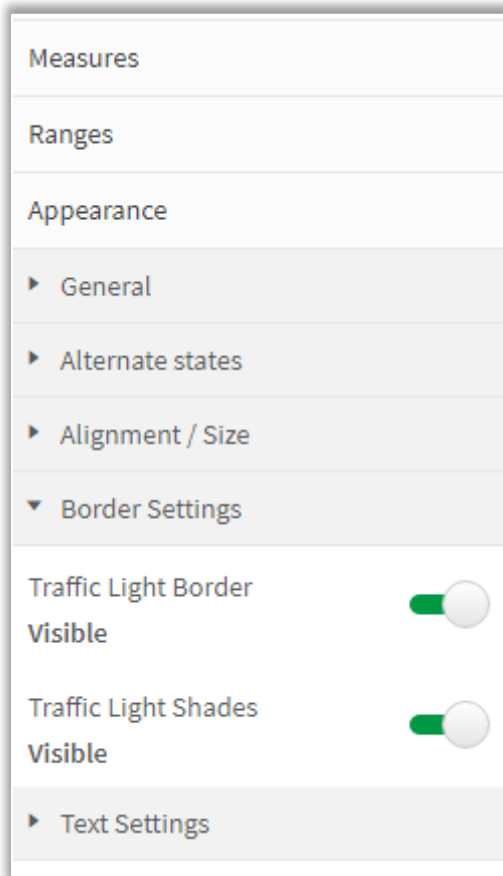 Measures
Ranges
Appearance
General
Alternate states
Alignment / Size
Border Settings
Traffic Light Border
Visible
Traffic Light Shades
Visible
Text Settings